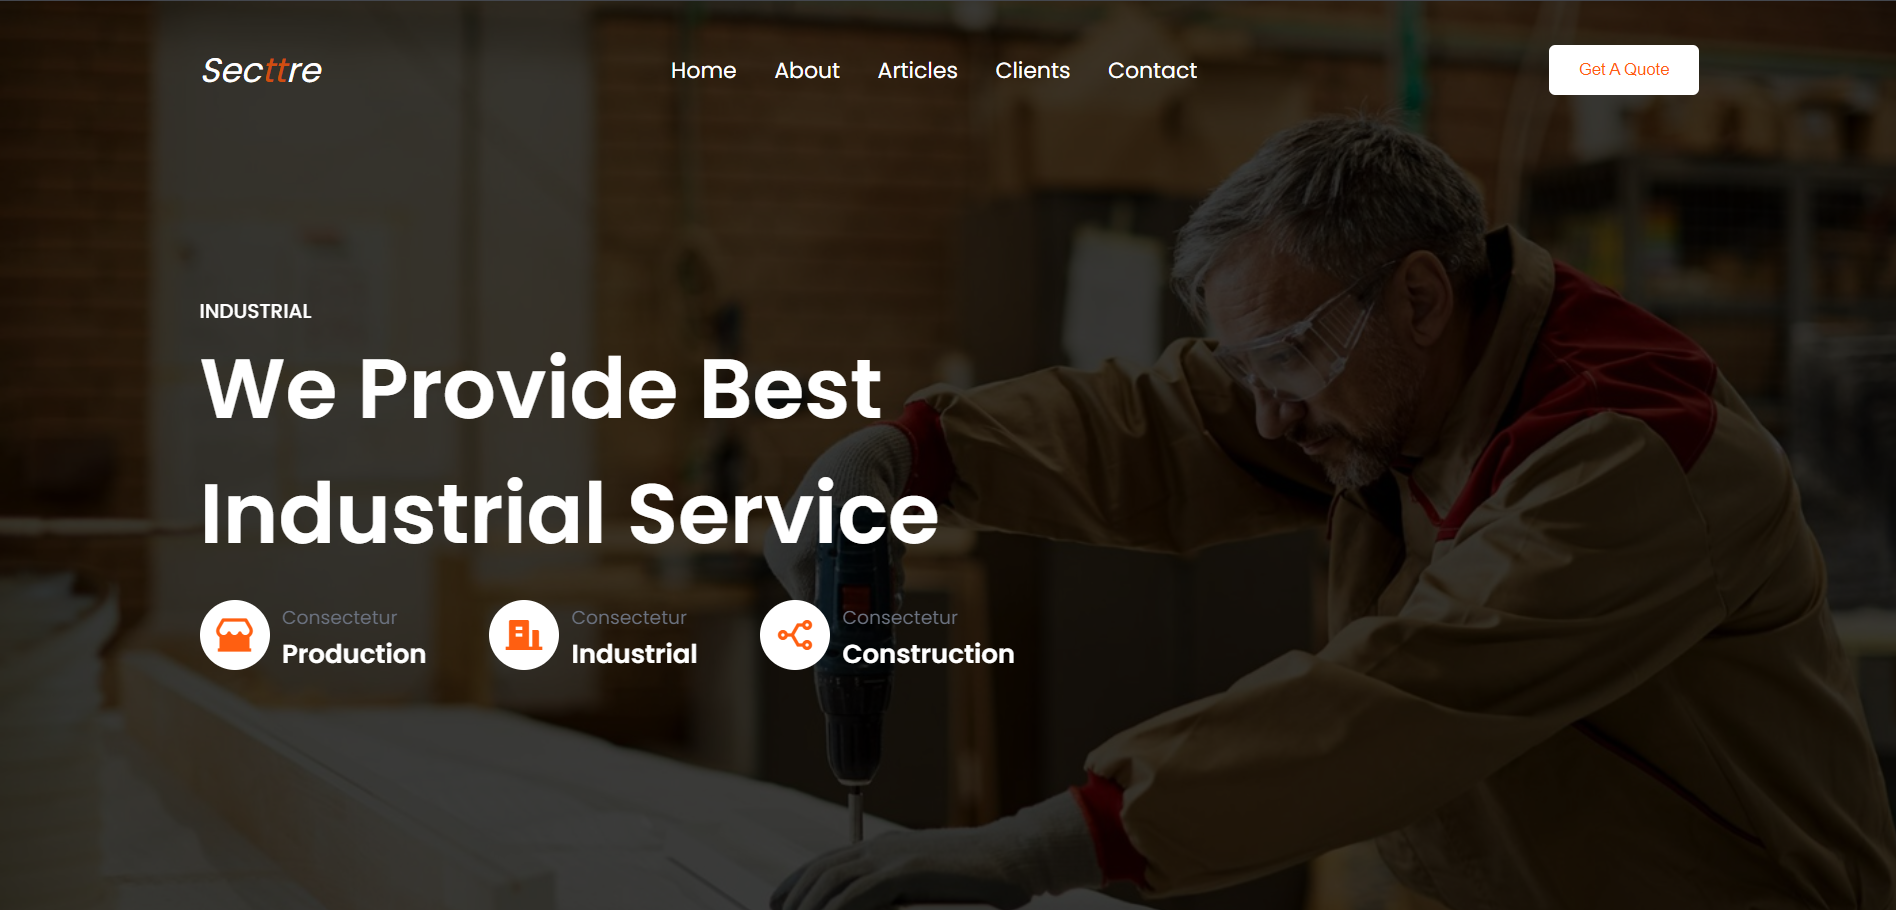 Secttre
Home About Articles Clients Contact
Get A Quote
INDUSTRIAL
We Provide Best
Industrial Service
Consectetur
Production
Consectetur
Industrial
Consectetur
Construction